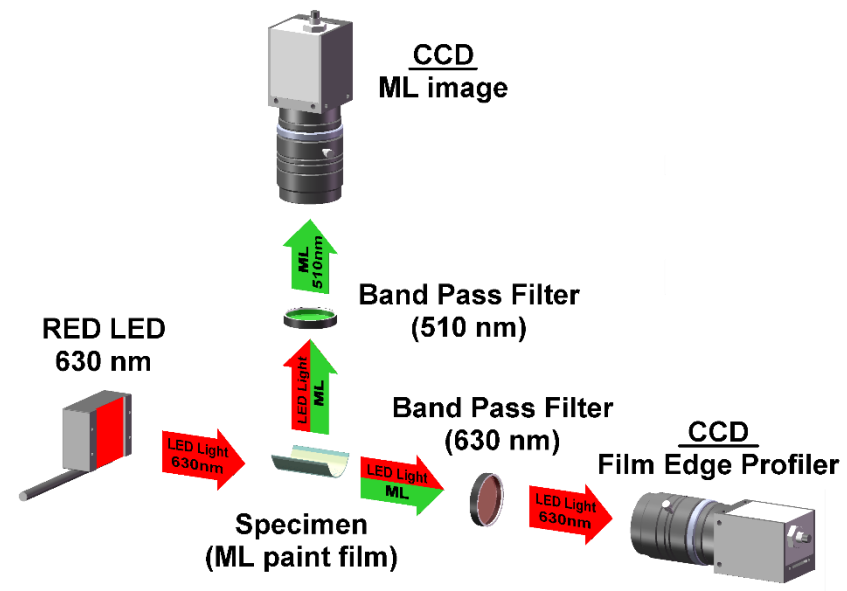 CCD
ML image
ML
510nm
Band Pass Filter
(510 nm)
RED LED
630 nm
LED Light
ML
Band Pass Filter
(630 nm)
CCD
Film Edge Profiler
LED Light
630nm
LED Light
ML
LED Light
630nm
Specimen
(ML paint film)